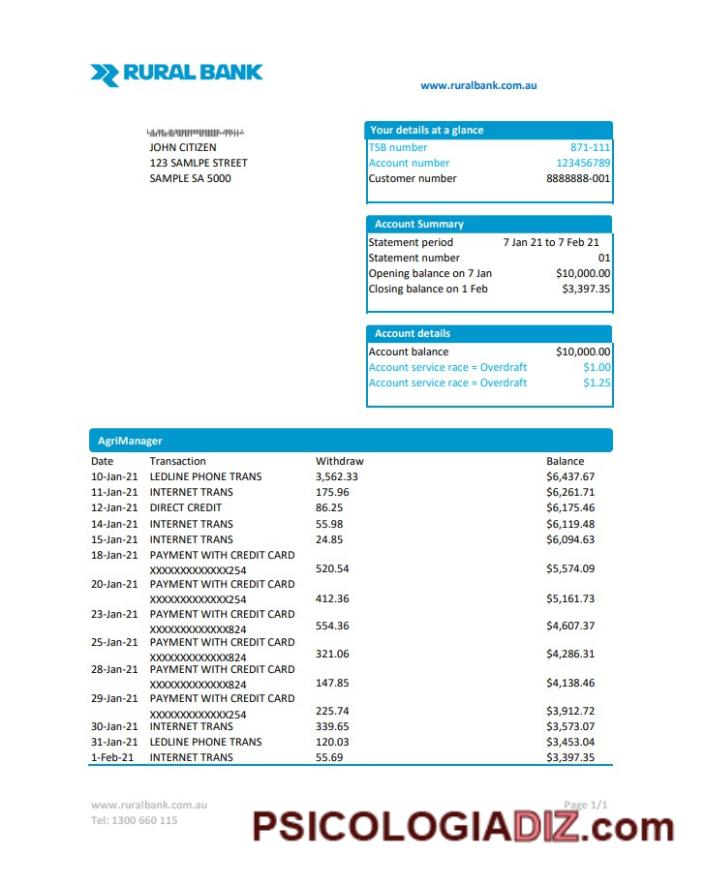 RURAL BANK
www.ruralbank.com.au
JOHN CITIZEN
123 SAMLPE STREET
SAMPLE SA 5000
Your details at a glance
TSB number 871-111
Account number 123456789
Customer number 8888888-001
Account Summary
Statement period 7 Jan 21 to 7 Feb 21
Statement number 01
Opening balance on 7 Jan $10,000.00
Closing balance on 1 Feb $3,397.35
Account details
Account balance $10,000.00
Account service race = Overdraft $1.00
Account service race = Overdraft $1.25
AgriManager
Date Transaction Withdraw Balance
10-Jan-21 LEDLINE PHONE TRANS 3,562.33 $6,437.67
11-Jan-21 INTERNET TRANS 175.96 $6,261.71
12-Jan-21 DIRECT CREDIT 86.25 $6,175.46
14-Jan-21 INTERNET TRANS 55.98 $6,119.48
15-Jan-21 INTERNET TRANS 24.85 $6,094.63
18-Jan-21 PAYMENT WITH CREDIT CARD
XXXXXXXXXXXXX254 520.54 $5,574.09
20-Jan-21 PAYMENT WITH CREDIT CARD
XXXXXXXXXXXXX254 412.36 $5,161.73
23-Jan-21 PAYMENT WITH CREDIT CARD
XXXXXXXXXXXXX824 554.36 $4,607.37
25-Jan-21 PAYMENT WITH CREDIT CARD
XXXXXXXXXXXXX824 321.06 $4,286.31
28-Jan-21 PAYMENT WITH CREDIT CARD
XXXXXXXXXXXXX824 147.85 $4,138.46
29-Jan-21 PAYMENT WITH CREDIT CARD
XXXXXXXXXXXXX254 225.74 $3,912.72
30-Jan-21 INTERNET TRANS 339.65 $3,573.07
31-Jan-21 LEDLINE PHONE TRANS 120.03 $3,453.04
1-Feb-21 INTERNET TRANS 55.69 $3,397.35
www.ruralbank.com.au Page 1/1
Tel: 1300 660 115
PSICOLOGIADIZ.com